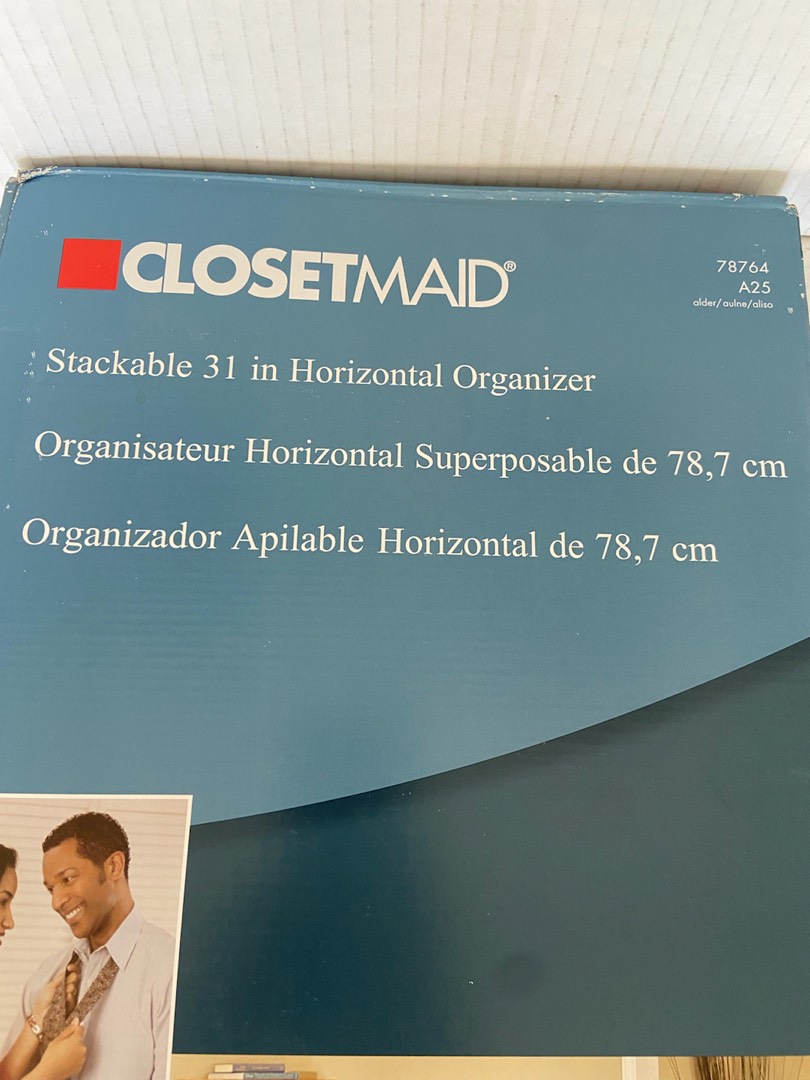 CLOSETMAID®
78764
A25
alder/aulne/aliso
Stackable 31 in Horizontal Organizer
Organisateur Horizontal Superposable de 78,7 cm
Organizador Apilable Horizontal de 78,7 cm